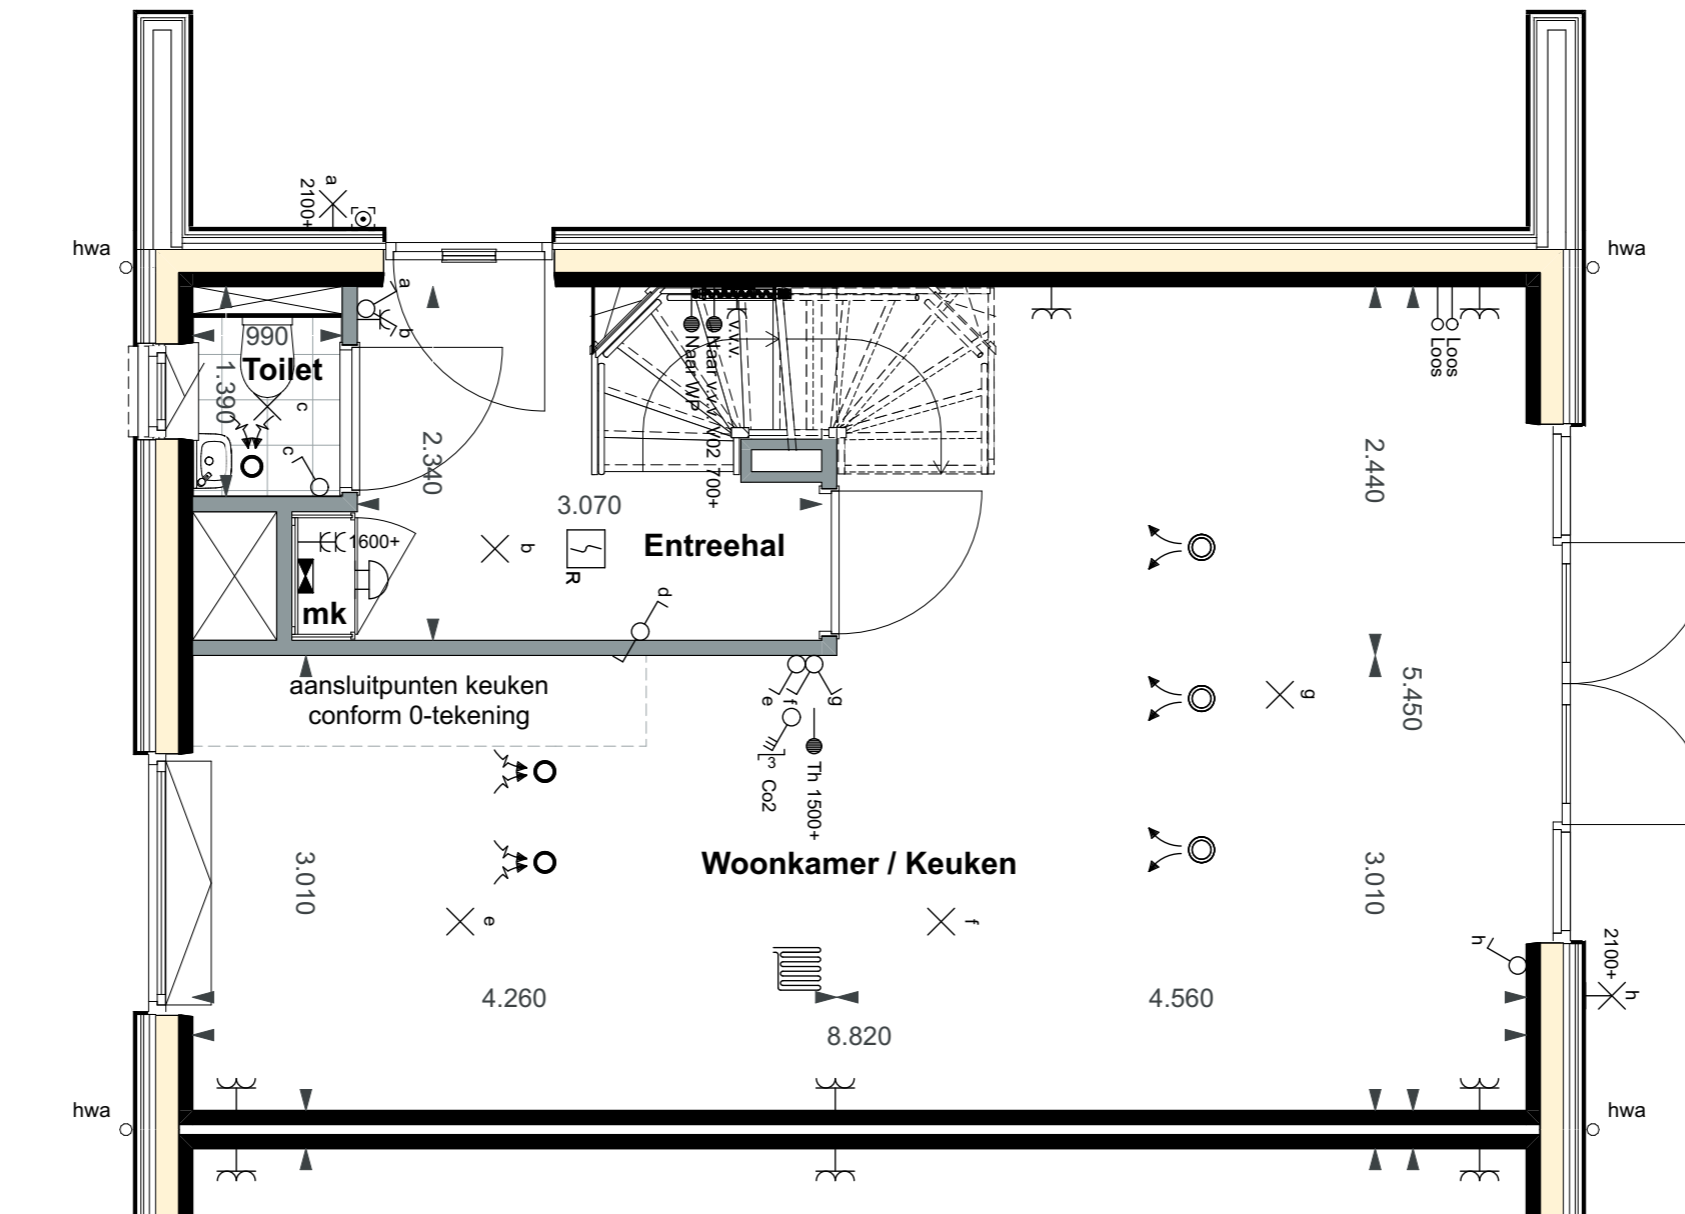 a
2100+
hwa
hwa
a
b
990
Toilet
1.390
c
c
2.340
v.v.v.
Naar WP
Naar v.v.v. V02 700+
Loos
Loos
2.440
3.070
1600+
b
R
Entreehal
mk
d
aansluitpunten keuken
conform 0-tekening
e
f
g
g
Co2
Th 1500+
5.450
3.010
Woonkamer / Keuken
3.010
e
f
h
2100+
h
4.260
4.560
8.820
hwa
hwa